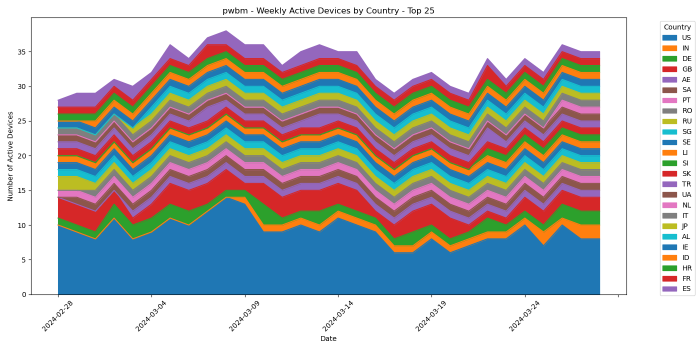 pwbm - Weekly Active Devices by Country - Top 25
Country
US
IN
DE
GB
AE
SA
PT
RO
RU
SG
SE
LI
SI
SK
TR
UA
NL
IT
JP
AL
IE
ID
HR
FR
ES
Number of Active Devices
35
30
25
20
15
10
5
0
2024-02-28
2024-03-04
2024-03-09
2024-03-14
2024-03-19
2024-03-24
Date